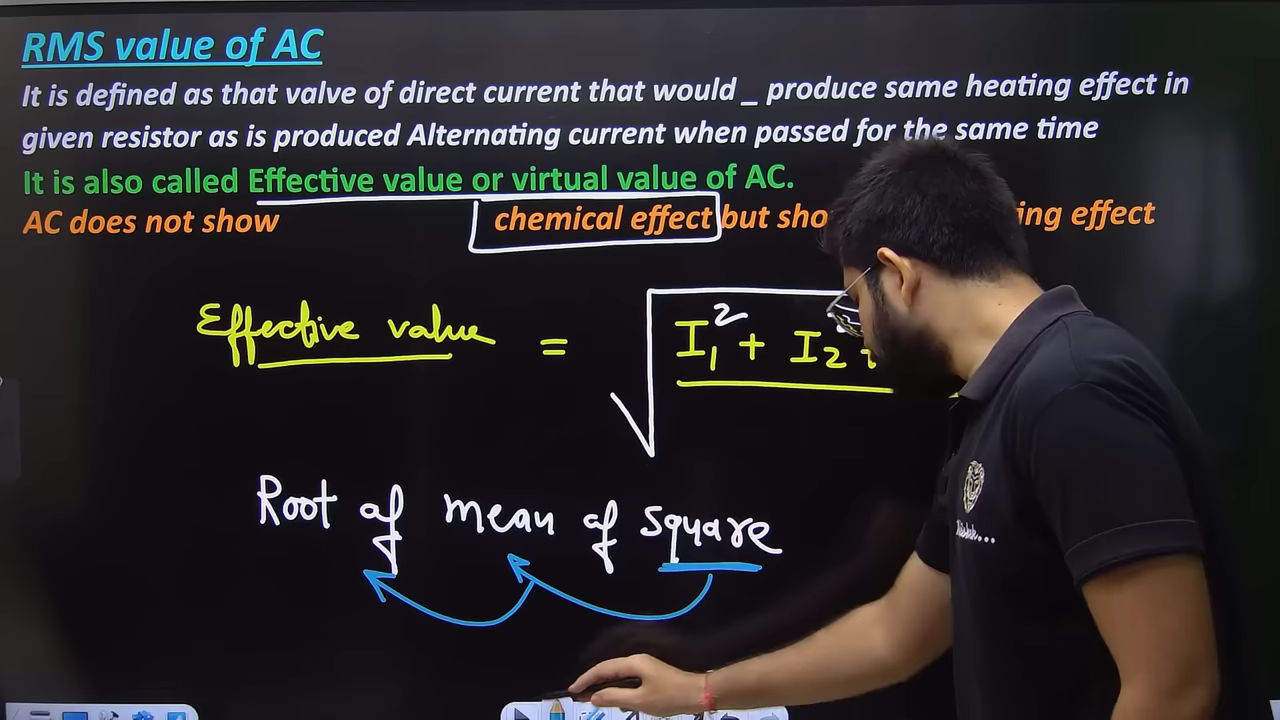 RMS value of AC
It is defined as that valve of direct current that would _ produce same heating effect in
given resistor as is produced Alternating current when passed for the same time
It is also called Effective value or virtual value of AC.
AC does not show chemical effect but sho ing effect
Effective value = √ I₁² + I₂
Root of mean of square